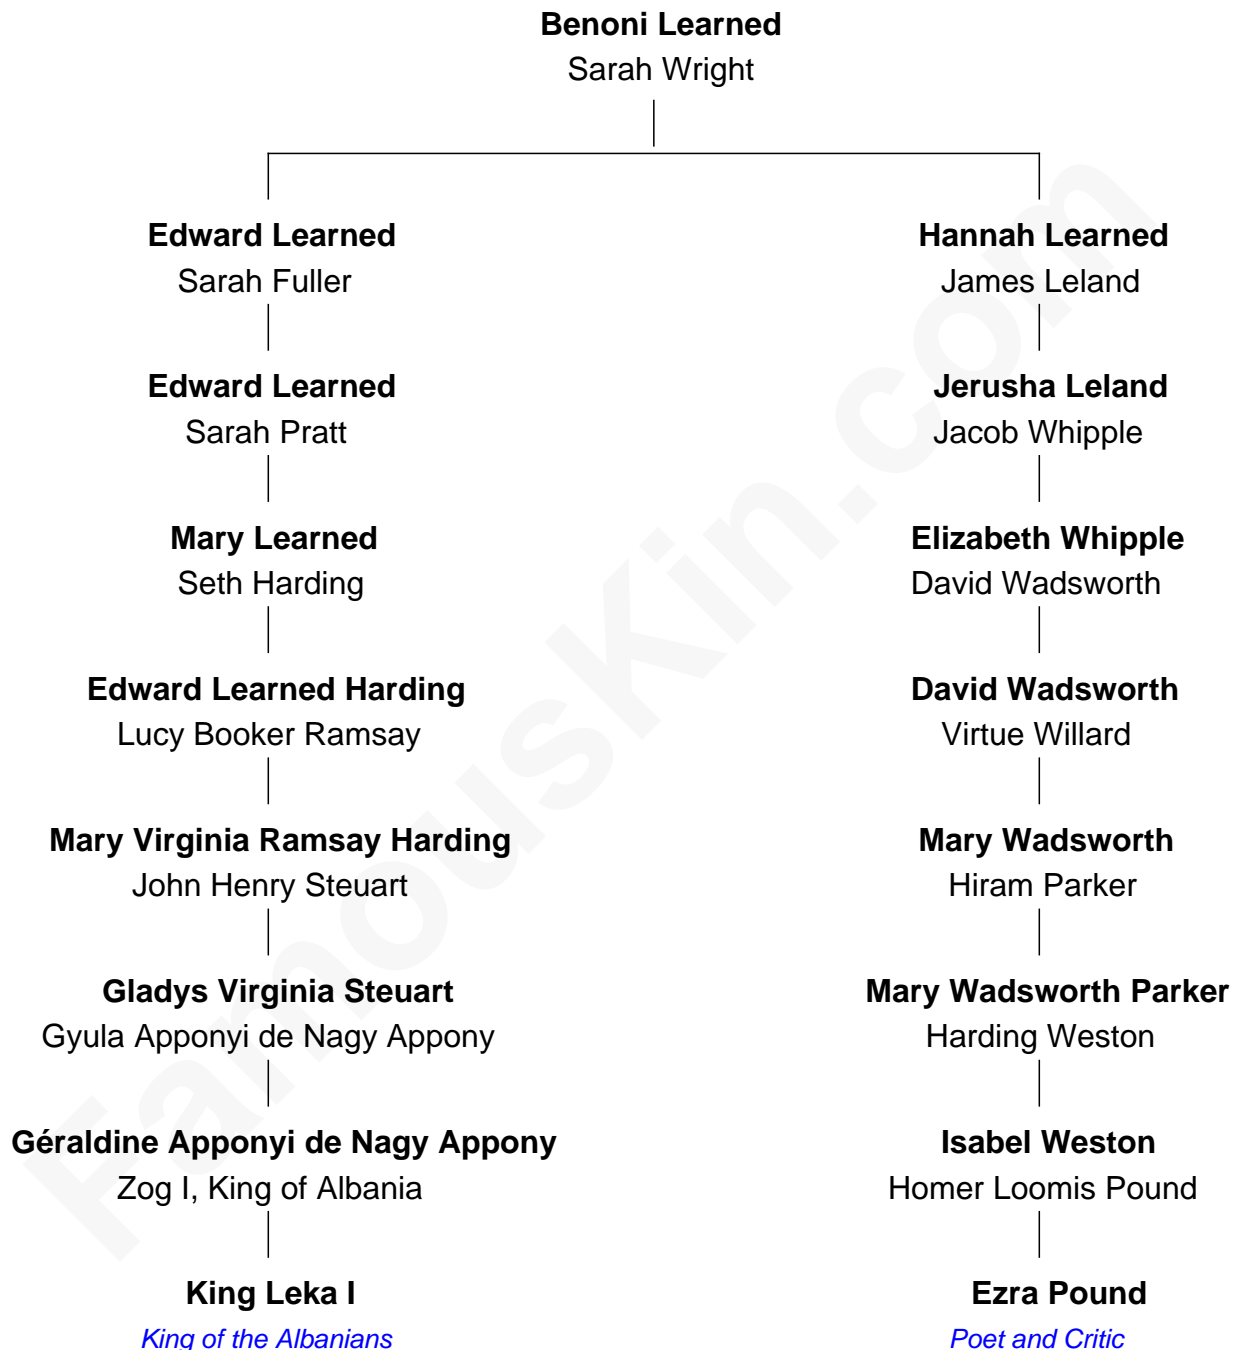 Benoni Learned
Sarah Wright
Edward Learned
Sarah Fuller
Edward Learned
Sarah Pratt
Mary Learned
Seth Harding
Edward Learned Harding
Lucy Booker Ramsay
Mary Virginia Ramsay Harding
John Henry Steuart
Gladys Virginia Steuart
Gyula Apponyi de Nagy Appony
Géraldine Apponyi de Nagy Appony
Zog I, King of Albania
King Leka I
King of the Albanians
Hannah Learned
James Leland
Jerusha Leland
Jacob Whipple
Elizabeth Whipple
David Wadsworth
David Wadsworth
Virtue Willard
Mary Wadsworth
Hiram Parker
Mary Wadsworth Parker
Harding Weston
Isabel Weston
Homer Loomis Pound
Ezra Pound
Poet and Critic
FamousKin.com